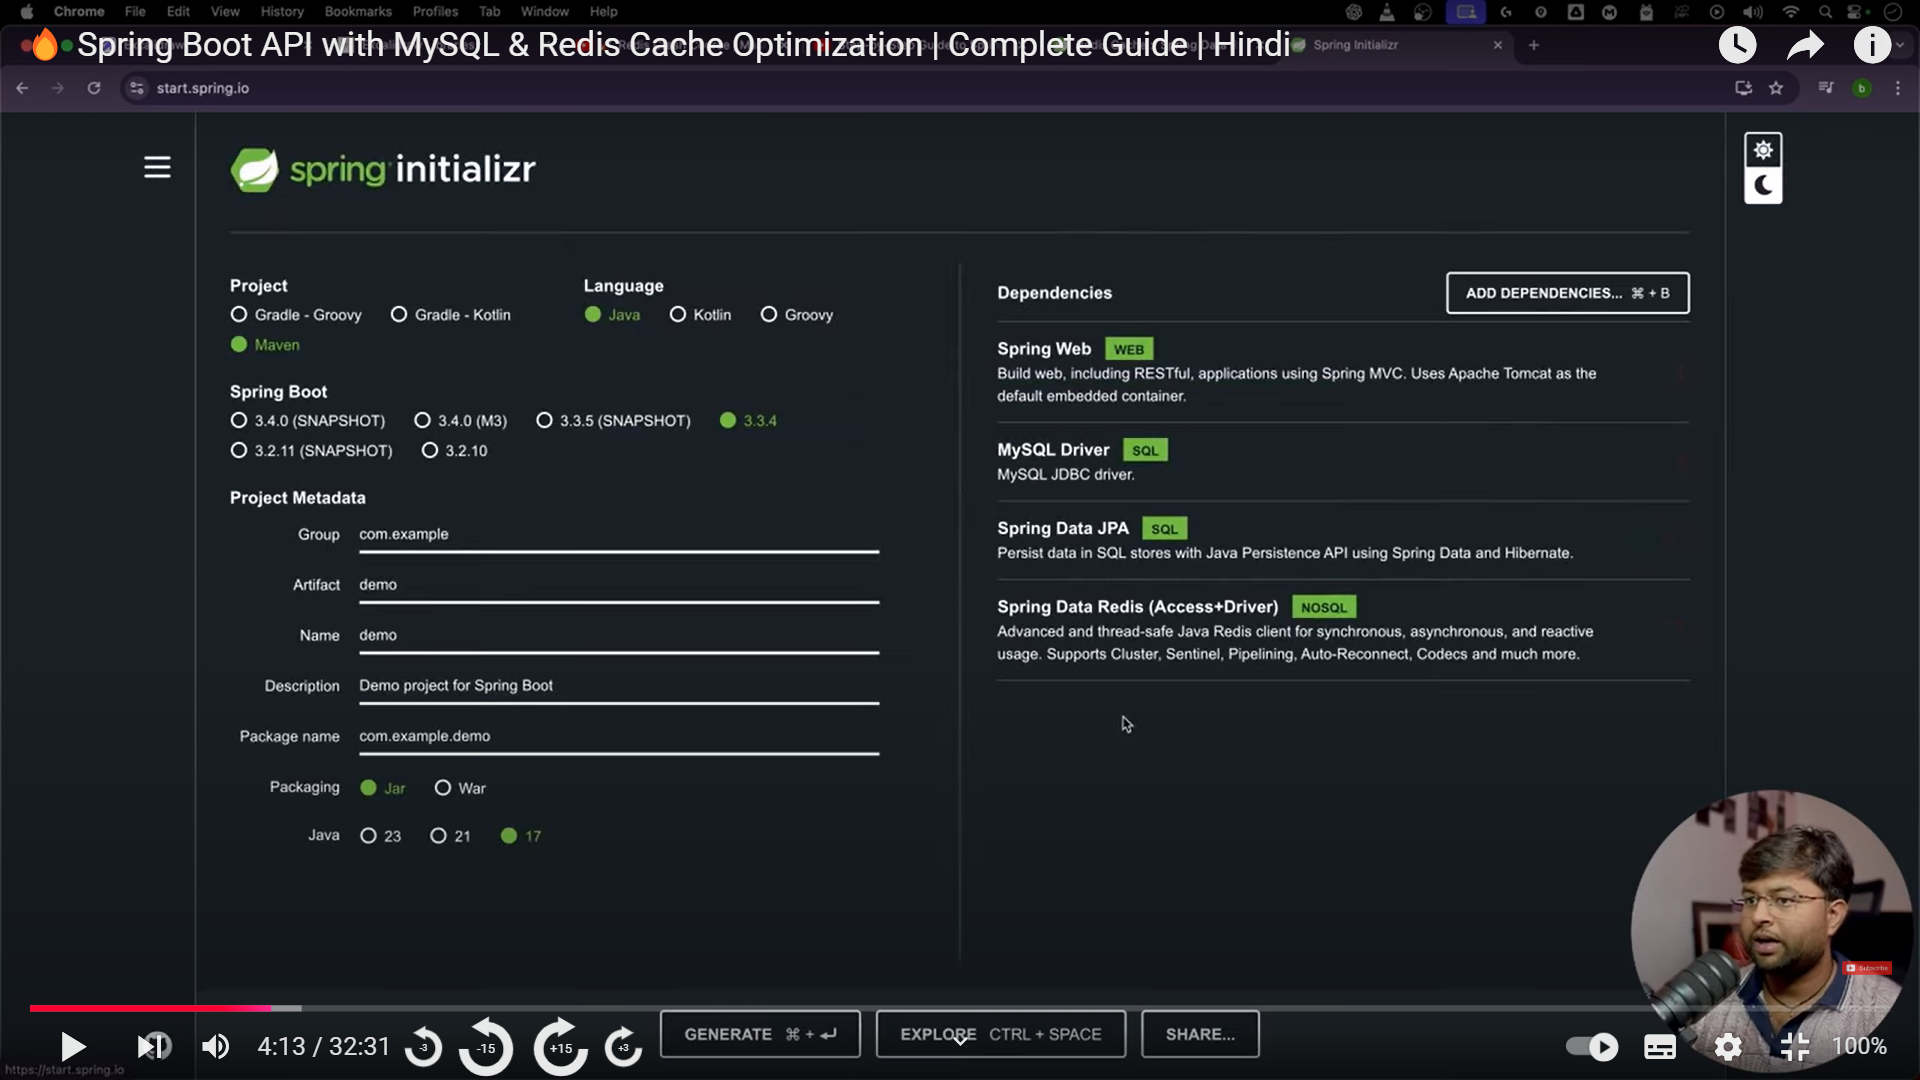 Chrome File Edit View History Bookmarks Profiles Tab Window Help
🔥 Spring Boot API with MySQL & Redis Cache Optimization | Complete Guide | Hindi
Spring Initializr
start.spring.io
b
spring initializr
Project
Gradle - Groovy Gradle - Kotlin
Maven
Language
Java Kotlin Groovy
Spring Boot
3.4.0 (SNAPSHOT) 3.4.0 (M3) 3.3.5 (SNAPSHOT) 3.3.4
3.2.11 (SNAPSHOT) 3.2.10
Project Metadata
Group com.example
Artifact demo
Name demo
Description Demo project for Spring Boot
Package name com.example.demo
Packaging Jar War
Java 23 21 17
Dependencies
ADD DEPENDENCIES... ⌘ + B
Spring Web WEB
Build web, including RESTful, applications using Spring MVC. Uses Apache Tomcat as the
default embedded container.
MySQL Driver SQL
MySQL JDBC driver.
Spring Data JPA SQL
Persist data in SQL stores with Java Persistence API using Spring Data and Hibernate.
Spring Data Redis (Access+Driver) NOSQL
Advanced and thread-safe Java Redis client for synchronous, asynchronous, and reactive
usage. Supports Cluster, Sentinel, Pipelining, Auto-Reconnect, Codecs and much more.
Subscribe
GENERATE ⌘ + ↵ EXPLORE CTRL + SPACE SHARE...
4:13 / 32:31 -3 -15 +15 +3 100%
https://start.spring.io